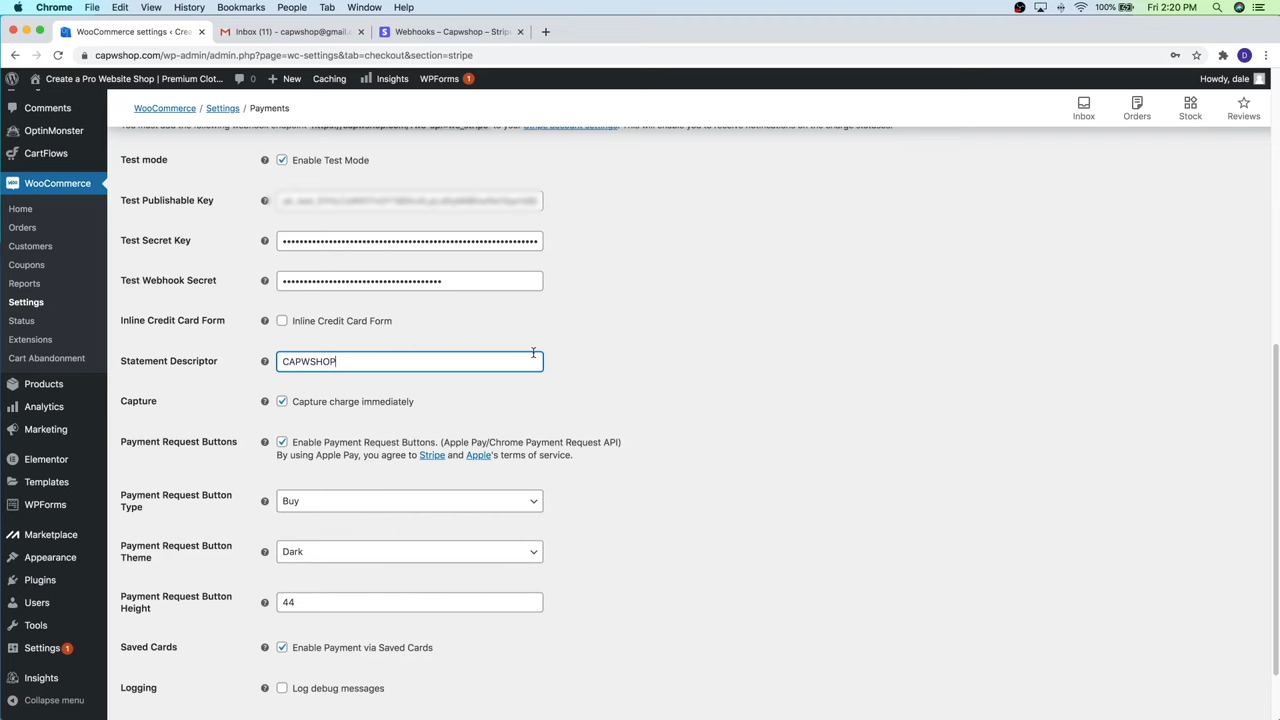 Chrome File Edit View History Bookmarks People Tab Window Help 100% Fri 2:20 PM
WooCommerce settings ‹ Crea × Inbox (11) - capwshop@gmail.c × Webhooks – Capwshop – Strip × +
capwshop.com/wp-admin/admin.php?page=wc-settings&tab=checkout&section=stripe
Create a Pro Website Shop | Premium Clot... 0 + New Caching Insights WPForms 1 Howdy, dale
Comments
OptinMonster
CartFlows
WooCommerce
Home
Orders
Customers
Coupons
Reports
Settings
Status
Extensions
Cart Abandonment
Products
Analytics
Marketing
Elementor
Templates
WPForms
Marketplace
Appearance
Plugins
Users
Tools
Settings 1
Insights
Collapse menu
WooCommerce / Settings / Payments
Inbox Orders Stock Reviews
Test mode
Enable Test Mode
Test Publishable Key
Test Secret Key
Test Webhook Secret
Inline Credit Card Form
Inline Credit Card Form
Statement Descriptor
CAPWSHOP
Capture
Capture charge immediately
Payment Request Buttons
Enable Payment Request Buttons. (Apple Pay/Chrome Payment Request API)
By using Apple Pay, you agree to Stripe and Apple's terms of service.
Payment Request Button
Type
Buy
Payment Request Button
Theme
Dark
Payment Request Button
Height
44
Saved Cards
Enable Payment via Saved Cards
Logging
Log debug messages